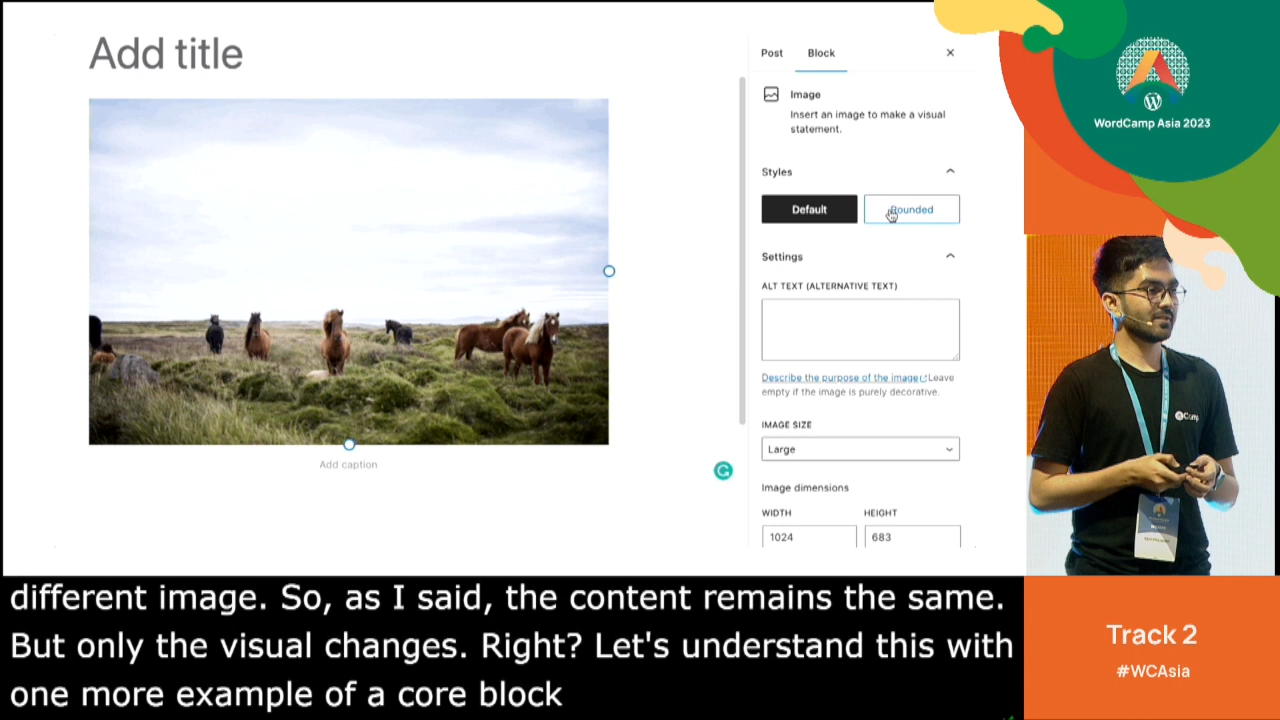 Add title
Add caption
Post Block
Image
Insert an image to make a visual
statement.
Styles
Default Rounded
Settings
ALT TEXT (ALTERNATIVE TEXT)
Describe the purpose of the image Leave
empty if the image is purely decorative.
IMAGE SIZE
Large
Image dimensions
WIDTH HEIGHT
1024 683
WordCamp Asia 2023
Camp
different image. So, as I said, the content remains the same.
But only the visual changes. Right? Let's understand this with
one more example of a core block
Track 2
#WCAsia